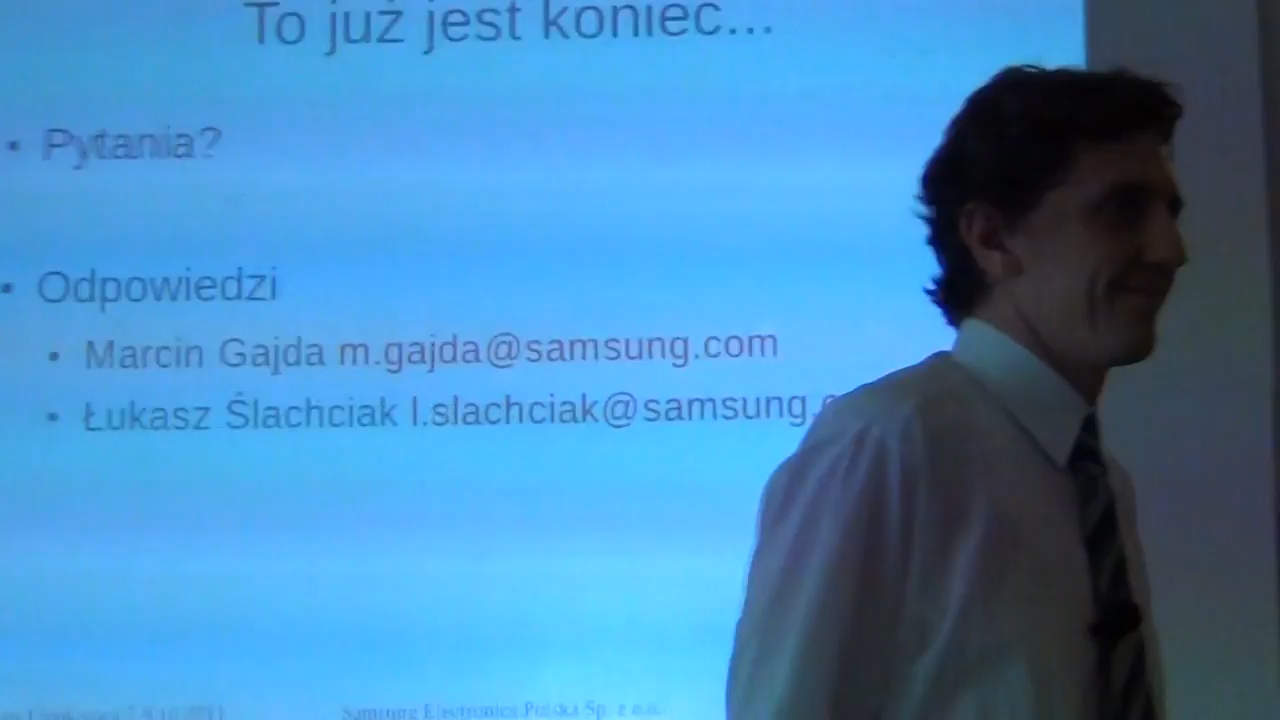 To już jest koniec...
• Pytania?
• Odpowiedzi
• Marcin Gajda m.gajda@samsung.com
• Łukasz Ślachciak l.slachciak@samsung.
Samsung Electronics Polska Sp. z o.o.